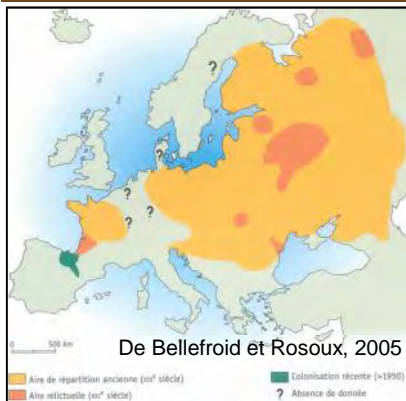 ?
?
?
?
?
?
0 500 km
De Bellefroid et Rosoux, 2005
Aire de répartition ancienne (XIXᵉ siècle)
Colonisation récente (>1950)
Aire relictuelle (XXᵉ siècle)
? Absence de donnée